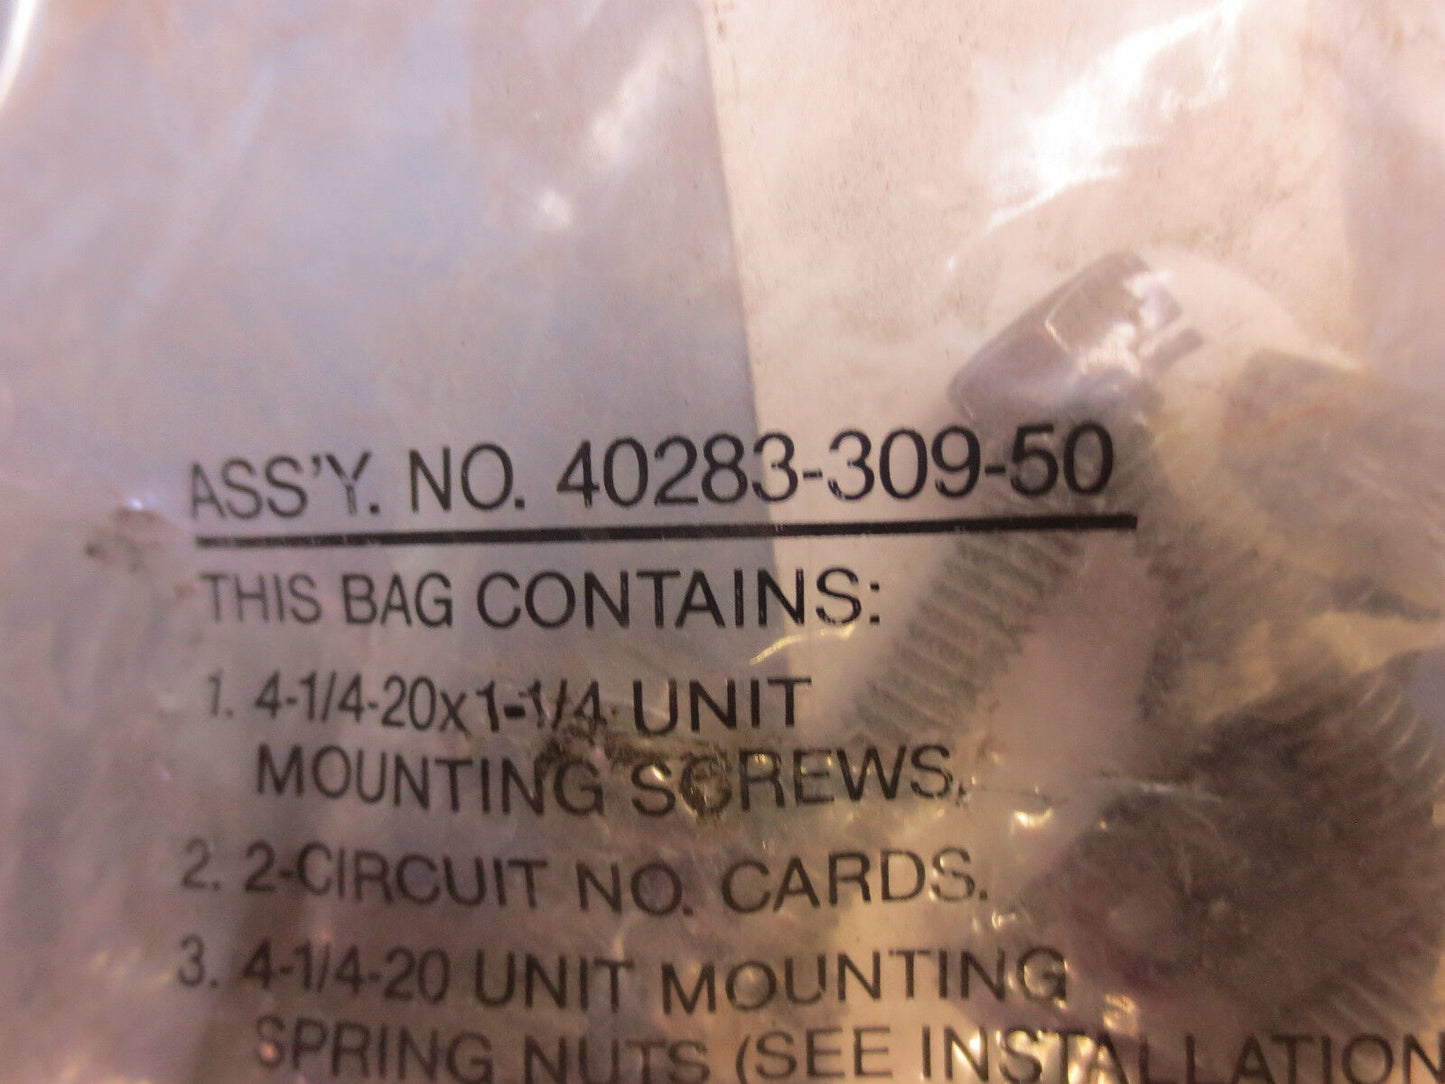 ASS'Y. NO. 40283-309-50
THIS BAG CONTAINS:
1. 4-1/4-20x1-1/4 UNIT
MOUNTING SCREWS.
2. 2-CIRCUIT NO. CARDS.
3. 4-1/4-20 UNIT MOUNTING
SPRING NUTS (SEE INSTALLATION